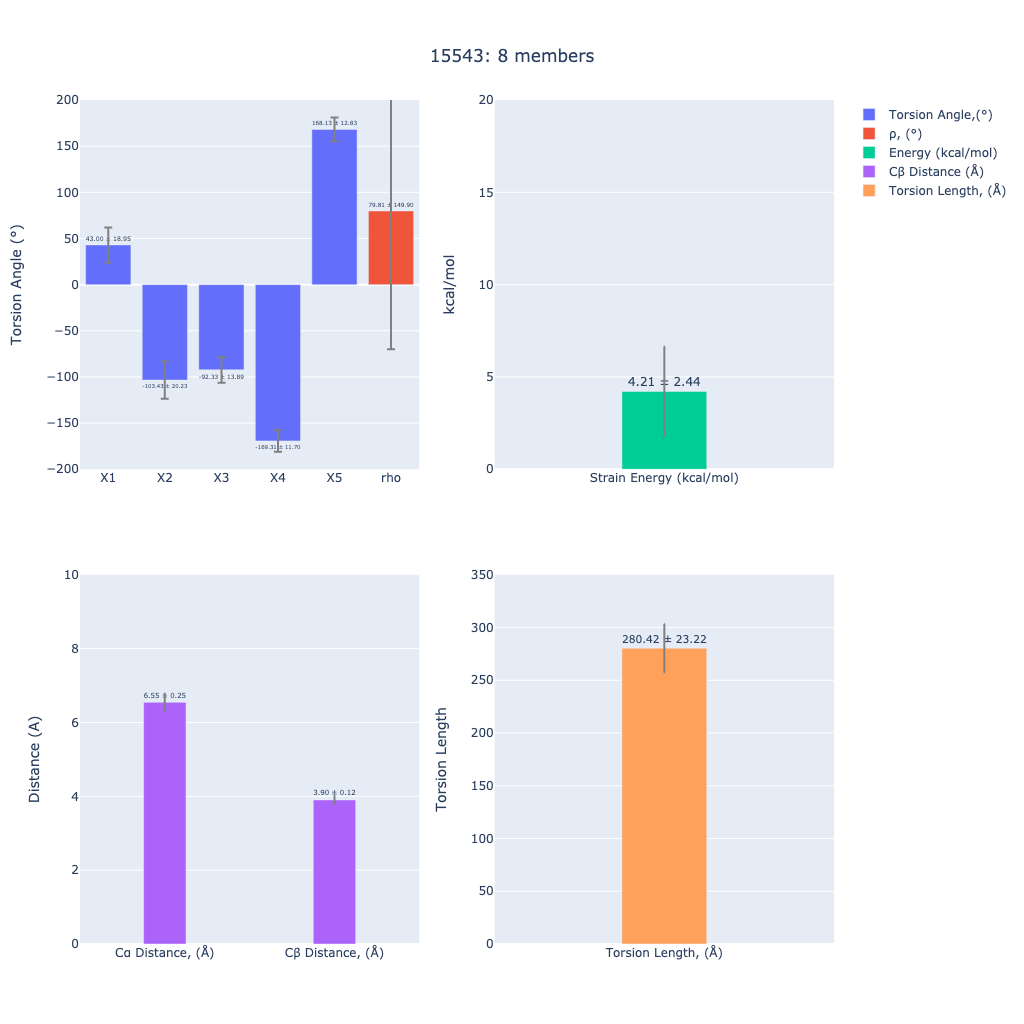 15543: 8 members
Torsion Angle (°)
200
150
100
50
0
−50
−100
−150
−200
43.00 ± 18.95
-103.43 ± 20.23
-92.33 ± 13.89
-169.31 ± 11.70
168.13 ± 12.83
79.81 ± 149.90
X1 X2 X3 X4 X5 rho
kcal/mol
20
15
10
5
0
4.21 ± 2.44
Strain Energy (kcal/mol)
Torsion Angle,(°)
ρ, (°)
Energy (kcal/mol)
Cβ Distance (Å)
Torsion Length, (Å)
Distance (A)
10
8
6
4
2
0
6.55 ± 0.25
3.90 ± 0.12
Cα Distance, (Å) Cβ Distance, (Å)
Torsion Length
350
300
250
200
150
100
50
0
280.42 ± 23.22
Torsion Length, (Å)